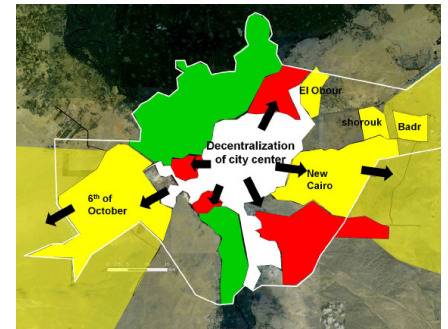 El Obour
shorouk
Badr
Decentralization
of city center
New
Cairo
6th of
October